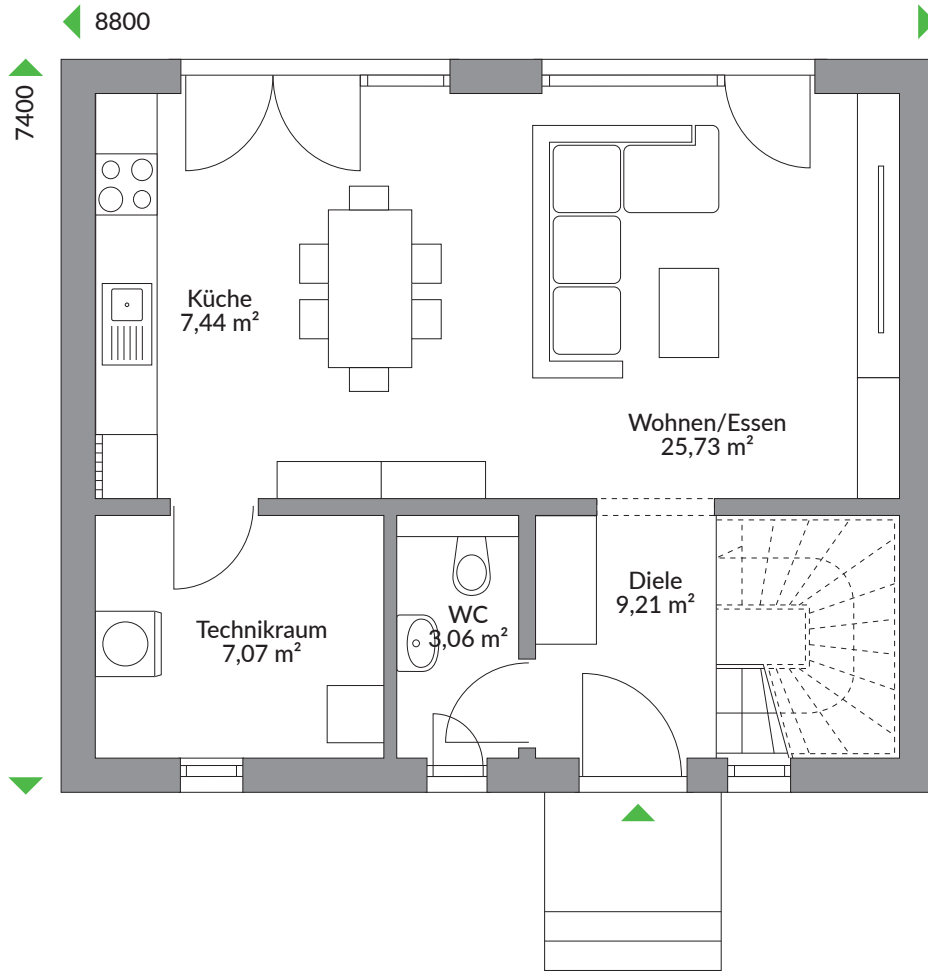 8800
7400
Küche
7,44 m²
Wohnen/Essen
25,73 m²
Diele
9,21 m²
WC
3,06 m²
Technikraum
7,07 m²